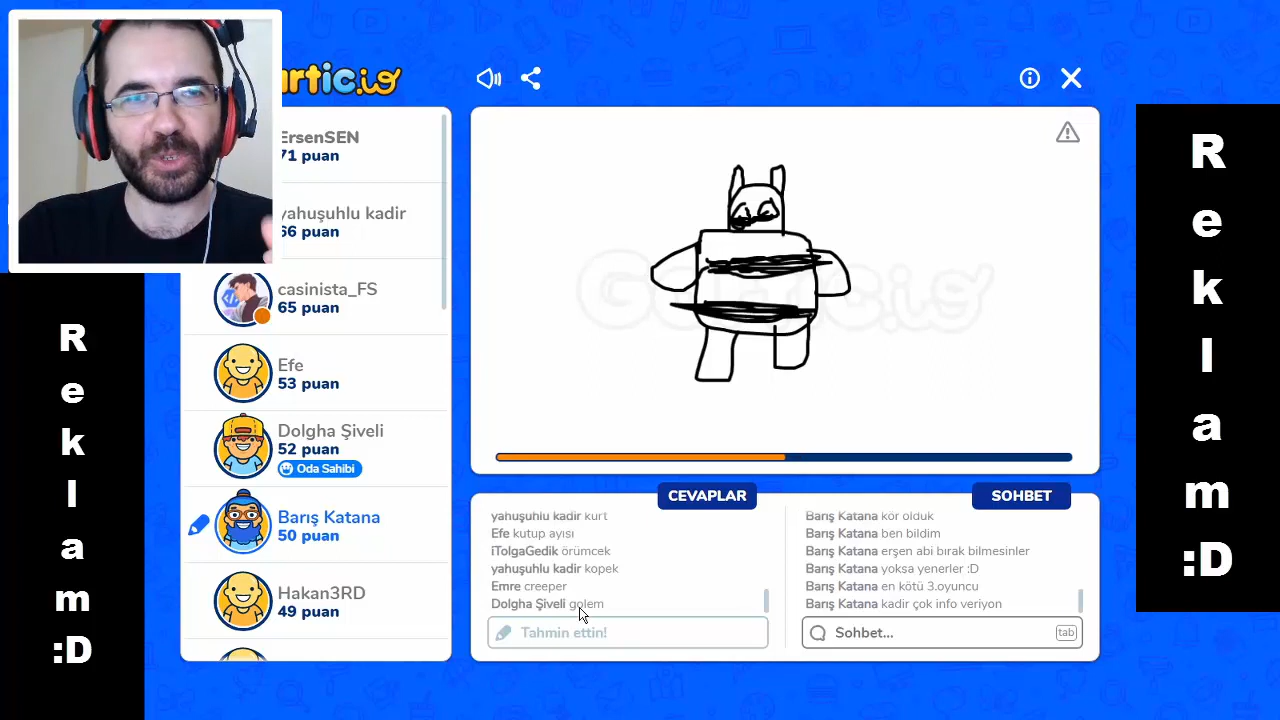 artic.io
ErsenSEN
71 puan
yahuşuhlu kadir
66 puan
casinista_FS
65 puan
Efe
53 puan
Dolgha Şiveli
52 puan
Oda Sahibi
Barış Katana
50 puan
Hakan3RD
49 puan
Gartic.io
CEVAPLAR
yahuşuhlu kadir kurt
Efe kutup ayısı
iTolgaGedik örümcek
yahuşuhlu kadir kopek
Emre creeper
Dolgha Şiveli golem
Tahmin ettin!
SOHBET
Barış Katana kör olduk
Barış Katana ben bildim
Barış Katana erşen abi bırak bilmesinler
Barış Katana yoksa yenerler :D
Barış Katana en kötü 3.oyuncu
Barış Katana kadir çok info veriyon
Sohbet...
tab
Reklam :D
Reklam :D